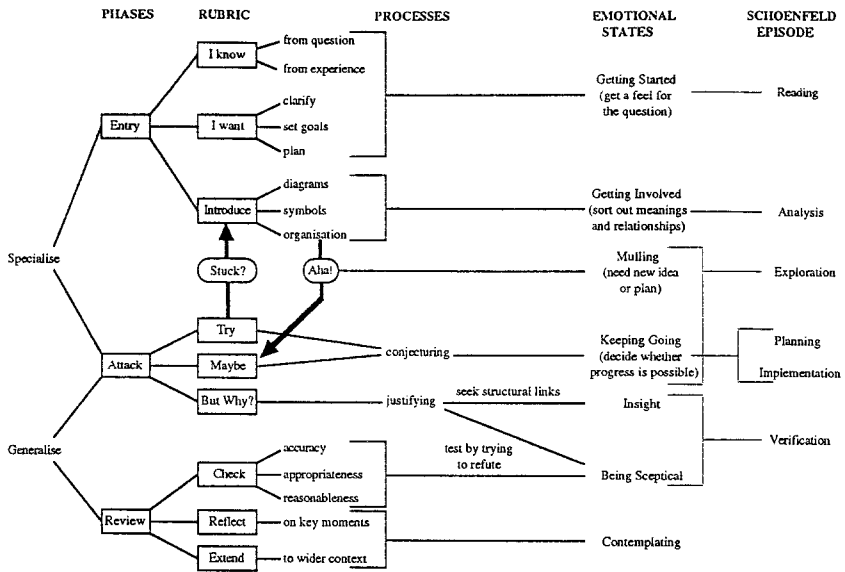 PHASES RUBRIC PROCESSES EMOTIONAL STATES SCHOENFELD EPISODE
from question
I know
from experience
Getting Started
(get a feel for
the question)
Reading
clarify
Entry
I want
set goals
plan
diagrams
Introduce
symbols
organisation
Getting Involved
(sort out meanings
and relationships)
Analysis
Specialise
Stuck?
Aha!
Mulling
(need new idea
or plan)
Exploration
Try
Attack
Maybe
conjecturing
Keeping Going
(decide whether
progress is possible)
Planning
Implementation
But Why?
justifying
seek structural links
Insight
Generalise
Verification
accuracy
Check
appropriateness
reasonableness
test by trying
to refute
Being Sceptical
Review
Reflect
on key moments
Contemplating
Extend
to wider context